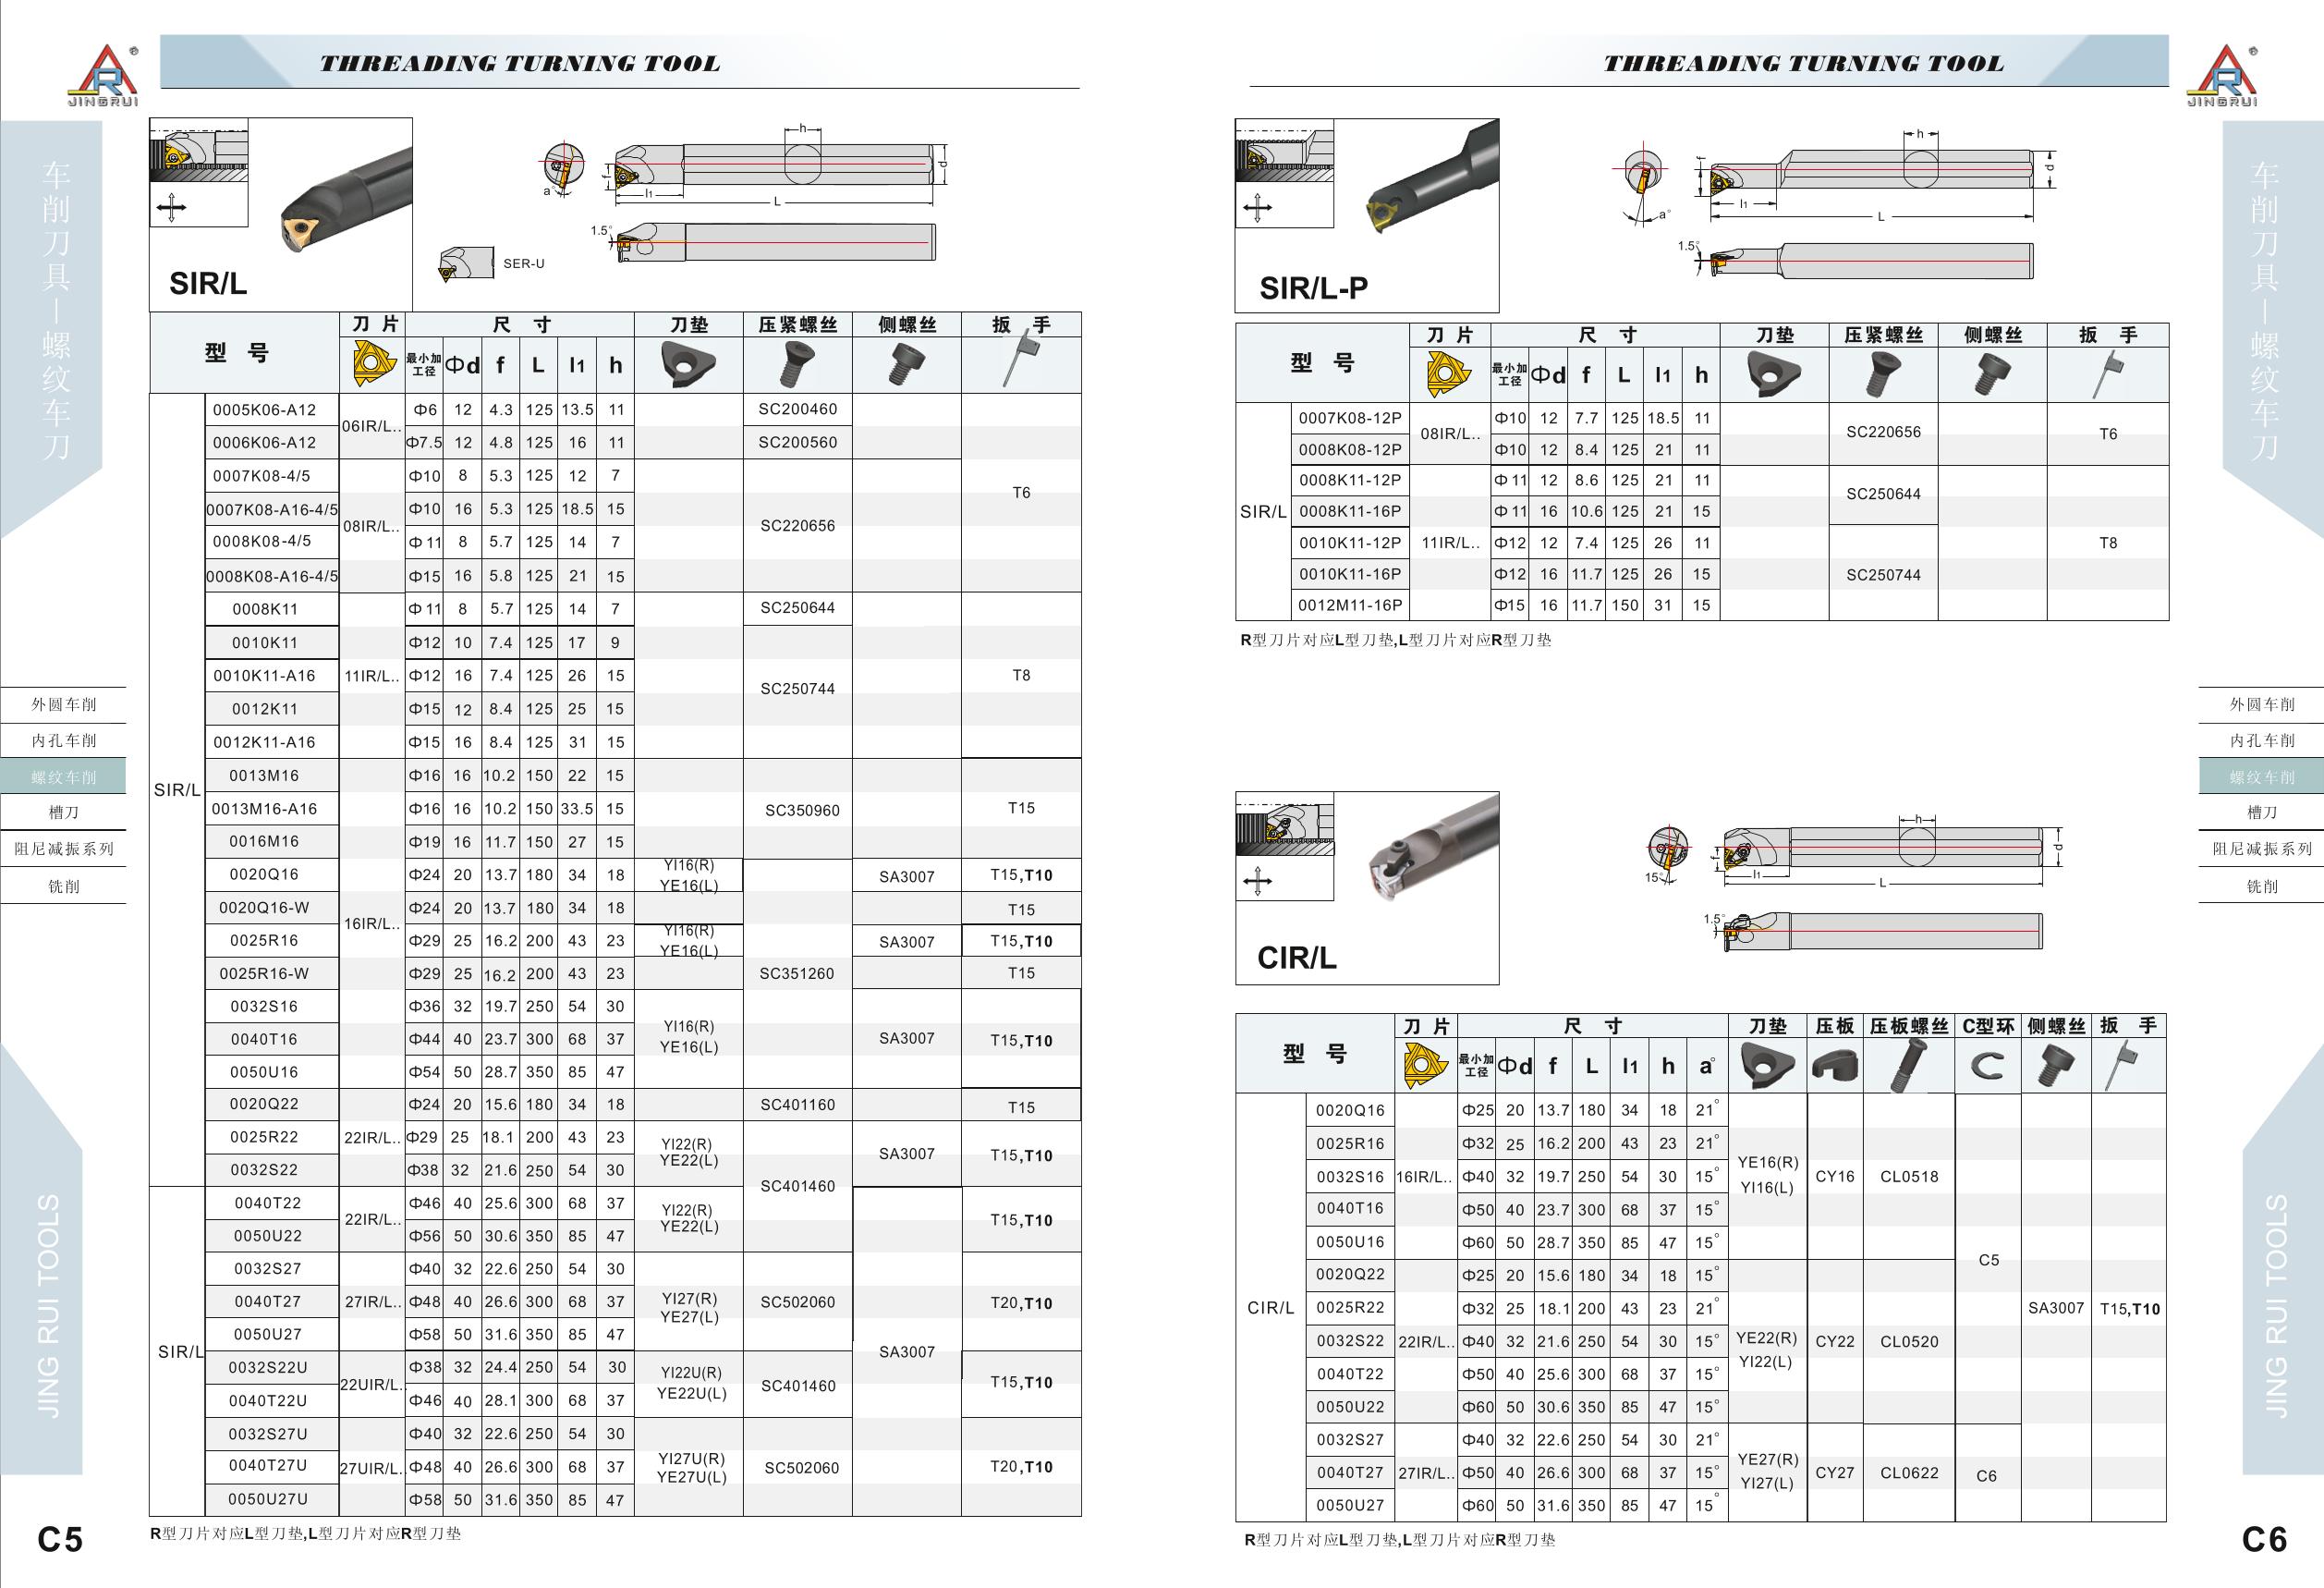 THREADING TURNING TOOL
JINGRUI
车削刀具—螺纹车刀
外圆车削
内孔车削
螺纹车削
槽刀
阻尼减振系列
铣削
JING RUI TOOLS
C5
SIR/L
h
d
f
a°
l1
L
1.5°
SER-U
型 号 刀 片 尺 寸 刀垫 压紧螺丝 侧螺丝 扳 手
最小加工径 Φd f L l1 h
SIR/L
0005K06-A12 06IR/L.. Φ6 12 4.3 125 13.5 11 SC200460 T6
0006K06-A12 Φ7.5 12 4.8 125 16 11 SC200560
0007K08-4/5 08IR/L.. Φ10 8 5.3 125 12 7 SC220656
0007K08-A16-4/5 Φ10 16 5.3 125 18.5 15
0008K08-4/5 Φ11 8 5.7 125 14 7
0008K08-A16-4/5 Φ15 16 5.8 125 21 15
0008K11 11IR/L.. Φ11 8 5.7 125 14 7 SC250644 T8
0010K11 Φ12 10 7.4 125 17 9 SC250744
0010K11-A16 Φ12 16 7.4 125 26 15
0012K11 Φ15 12 8.4 125 25 15
0012K11-A16 Φ15 16 8.4 125 31 15
0013M16 16IR/L.. Φ16 16 10.2 150 22 15 SC350960 T15
0013M16-A16 Φ16 16 10.2 150 33.5 15
0016M16 Φ19 16 11.7 150 27 15
0020Q16 Φ24 20 13.7 180 34 18 YI16(R) YE16(L) SC351260 SA3007 T15,T10
0020Q16-W Φ24 20 13.7 180 34 18 T15
0025R16 Φ29 25 16.2 200 43 23 YI16(R) YE16(L) SA3007 T15,T10
0025R16-W Φ29 25 16.2 200 43 23 T15
0032S16 Φ36 32 19.7 250 54 30 YI16(R) YE16(L) SA3007 T15,T10
0040T16 Φ44 40 23.7 300 68 37
0050U16 Φ54 50 28.7 350 85 47
0020Q22 22IR/L.. Φ24 20 15.6 180 34 18 SC401160 T15
0025R22 Φ29 25 18.1 200 43 23 YI22(R) YE22(L) SC401460 SA3007 T15,T10
0032S22 Φ38 32 21.6 250 54 30
SIR/L
0040T22 22IR/L.. Φ46 40 25.6 300 68 37 YI22(R) YE22(L) SA3007 T15,T10
0050U22 Φ56 50 30.6 350 85 47
0032S27 27IR/L.. Φ40 32 22.6 250 54 30 YI27(R) YE27(L) SC502060 T20,T10
0040T27 Φ48 40 26.6 300 68 37
0050U27 Φ58 50 31.6 350 85 47
0032S22U 22UIR/L.. Φ38 32 24.4 250 54 30 YI22U(R) YE22U(L) SC401460 T15,T10
0040T22U Φ46 40 28.1 300 68 37
0032S27U 27UIR/L.. Φ40 32 22.6 250 54 30 YI27U(R) YE27U(L) SC502060 T20,T10
0040T27U Φ48 40 26.6 300 68 37
0050U27U Φ58 50 31.6 350 85 47
R型刀片对应L型刀垫,L型刀片对应R型刀垫
THREADING TURNING TOOL
JINGRUI
SIR/L-P
h
d
f
l1
L
a°
1.5°
型 号 刀 片 尺 寸 刀垫 压紧螺丝 侧螺丝 扳 手
最小加工径 Φd f L l1 h
SIR/L
0007K08-12P 08IR/L.. Φ10 12 7.7 125 18.5 11 SC220656 T6
0008K08-12P Φ10 12 8.4 125 21 11
0008K11-12P 11IR/L.. Φ11 12 8.6 125 21 11 SC250644 T8
0008K11-16P Φ11 16 10.6 125 21 15
0010K11-12P Φ12 12 7.4 125 26 11 SC250744
0010K11-16P Φ12 16 11.7 125 26 15
0012M11-16P Φ15 16 11.7 150 31 15
R型刀片对应L型刀垫,L型刀片对应R型刀垫
CIR/L
h
d
f
15°
l1
L
1.5°
型 号 刀 片 尺 寸 刀垫 压板 压板螺丝 C型环 侧螺丝 扳 手
最小加工径 Φd f L l1 h a°
CIR/L
0020Q16 16IR/L.. Φ25 20 13.7 180 34 18 21° YE16(R) YI16(L) CY16 CL0518 C5 SA3007 T15,T10
0025R16 Φ32 25 16.2 200 43 23 21°
0032S16 Φ40 32 19.7 250 54 30 15°
0040T16 Φ50 40 23.7 300 68 37 15°
0050U16 Φ60 50 28.7 350 85 47 15°
0020Q22 22IR/L.. Φ25 20 15.6 180 34 18 15° YE22(R) YI22(L) CY22 CL0520
0025R22 Φ32 25 18.1 200 43 23 21°
0032S22 Φ40 32 21.6 250 54 30 15°
0040T22 Φ50 40 25.6 300 68 37 15°
0050U22 Φ60 50 30.6 350 85 47 15°
0032S27 27IR/L.. Φ40 32 22.6 250 54 30 21° YE27(R) YI27(L) CY27 CL0622 C6
0040T27 Φ50 40 26.6 300 68 37 15°
0050U27 Φ60 50 31.6 350 85 47 15°
R型刀片对应L型刀垫,L型刀片对应R型刀垫
车削刀具—螺纹车刀
外圆车削
内孔车削
螺纹车削
槽刀
阻尼减振系列
铣削
JING RUI TOOLS
C6